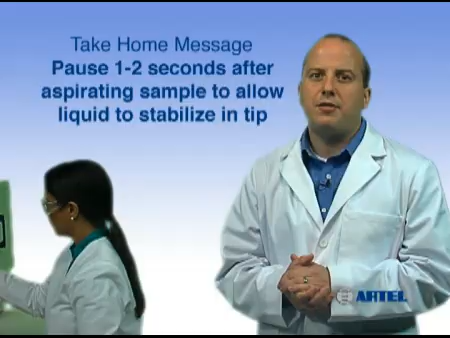 Take Home Message
Pause 1-2 seconds after
aspirating sample to allow
liquid to stabilize in tip
ARTEL